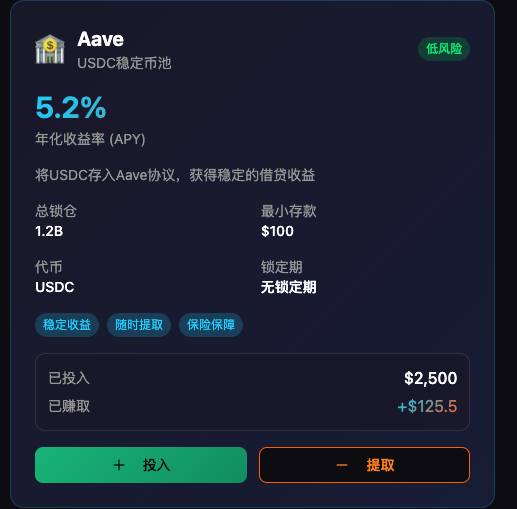 Aave
USDC稳定币池
低风险
5.2%
年化收益率 (APY)
将USDC存入Aave协议，获得稳定的借贷收益
总锁仓
1.2B
最小存款
$100
代币
USDC
锁定期
无锁定期
稳定收益 随时提取 保险保障
已投入 $2,500
已赚取 +$125.5
＋ 投入 － 提取